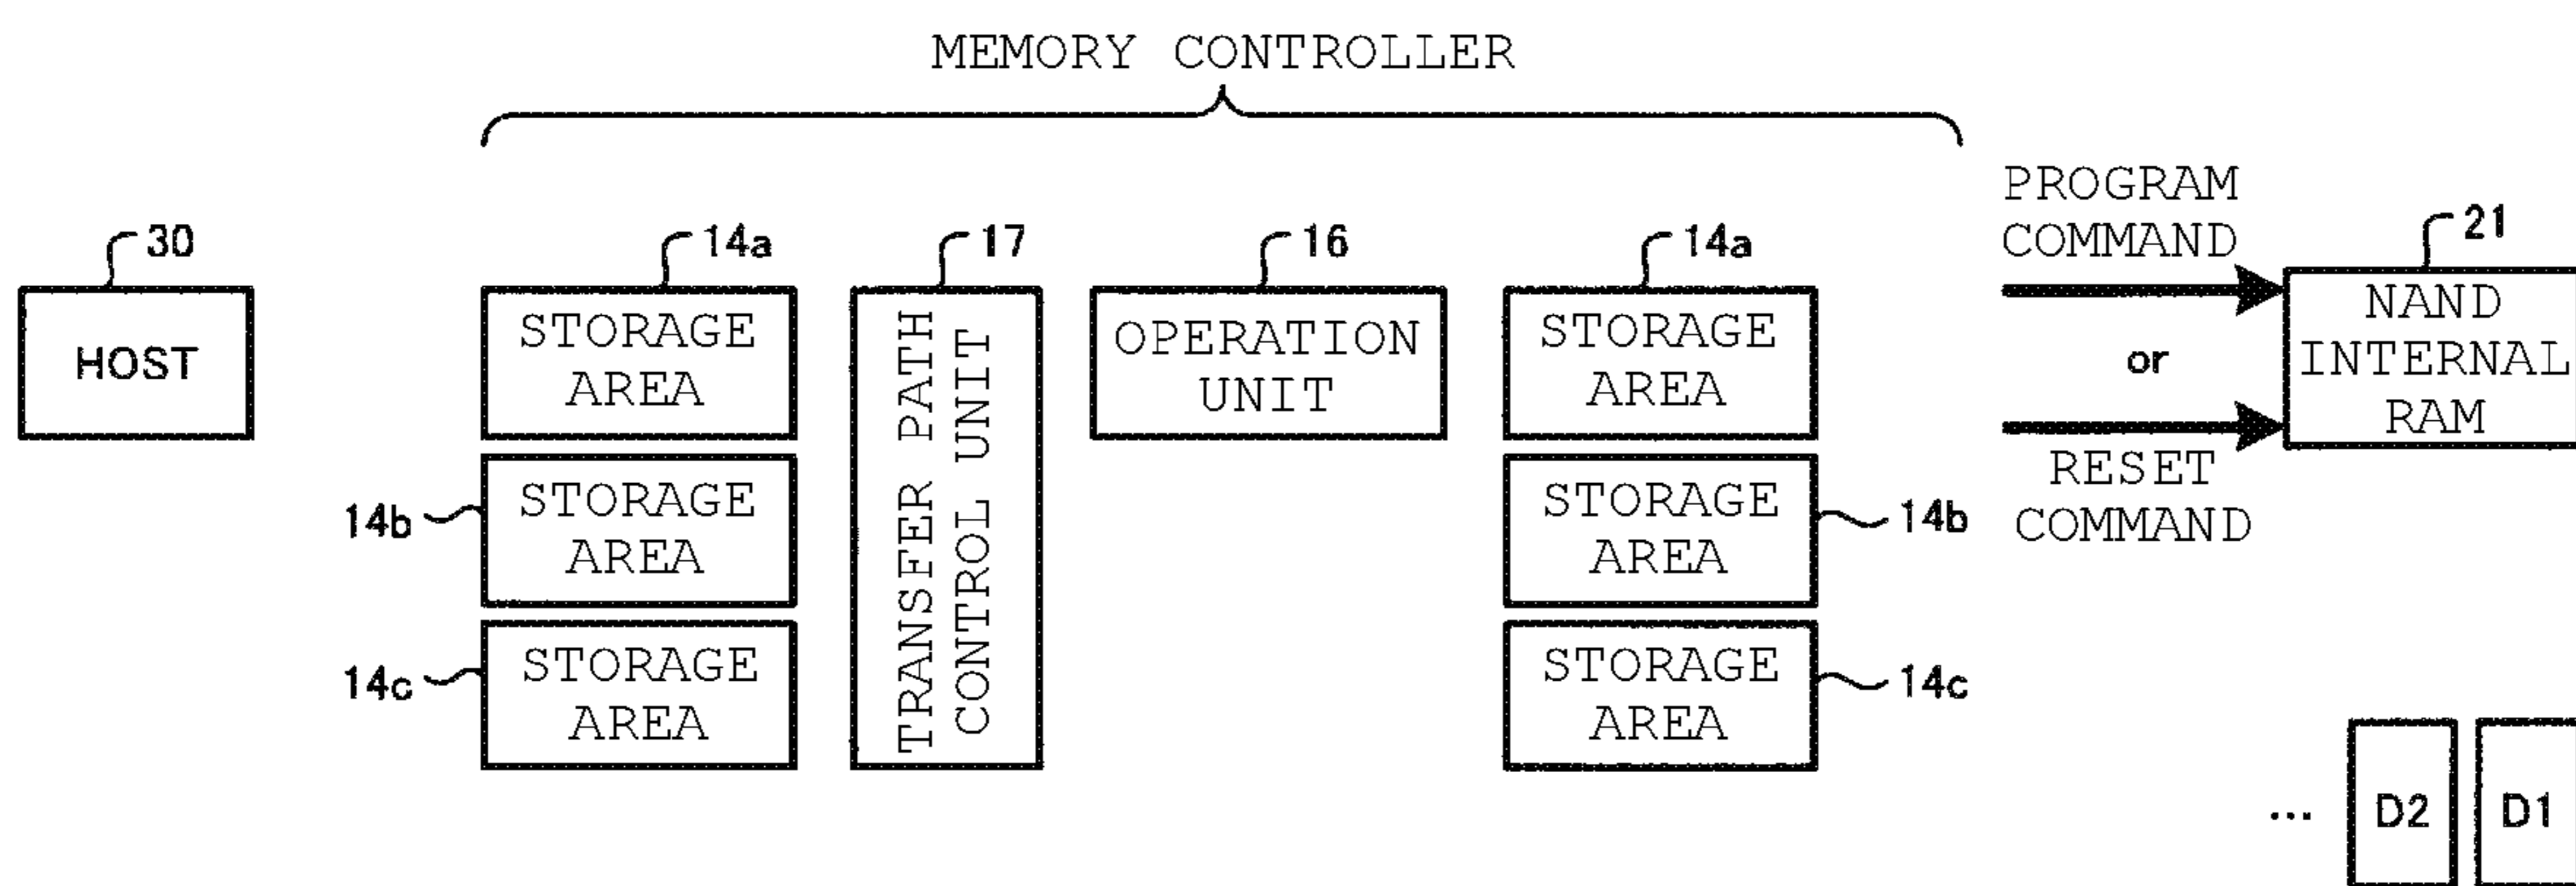 MEMORY CONTROLLER
PROGRAM
COMMAND
30
14a
17
16
14a
21
HOST
STORAGE
AREA
TRANSFER PATH
CONTROL UNIT
OPERATION
UNIT
STORAGE
AREA
or
NAND
INTERNAL
RAM
RESET
COMMAND
14b
STORAGE
AREA
STORAGE
AREA
14b
14c
STORAGE
AREA
STORAGE
AREA
14c
...
D2
D1